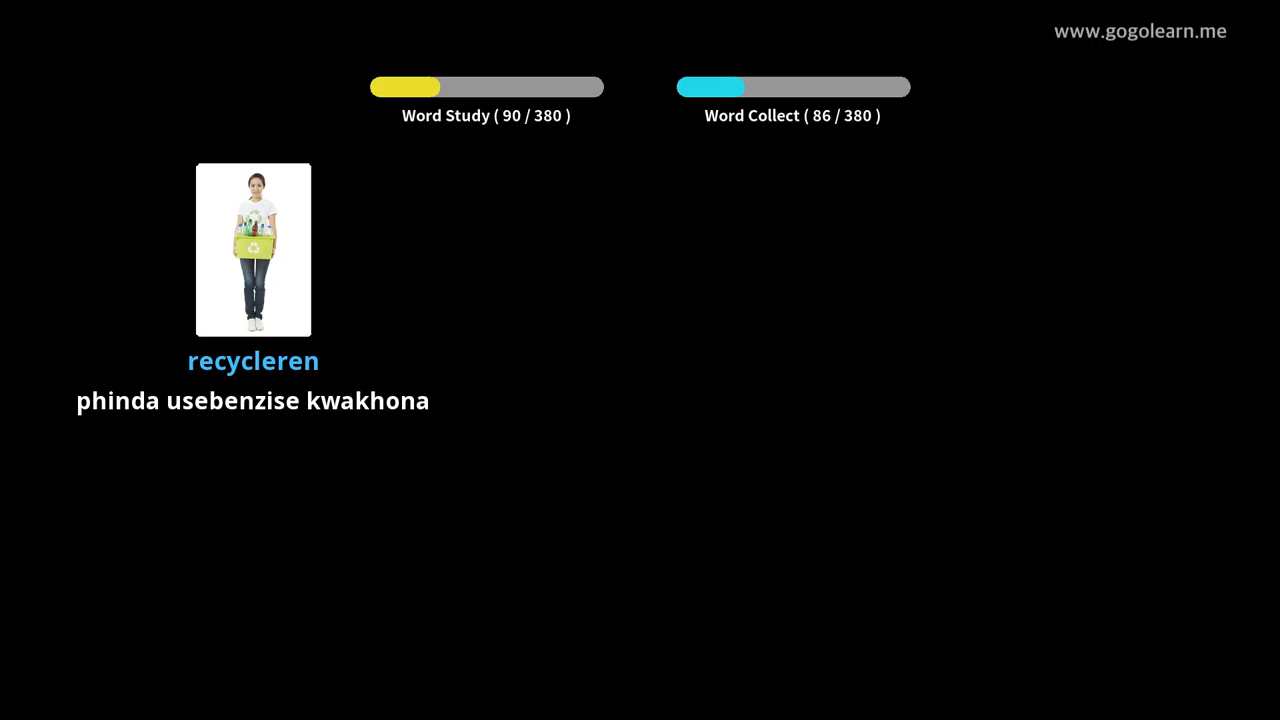 www.gogolearn.me
Word Study ( 90 / 380 )
Word Collect ( 86 / 380 )
recycleren
phinda usebenzise kwakhona